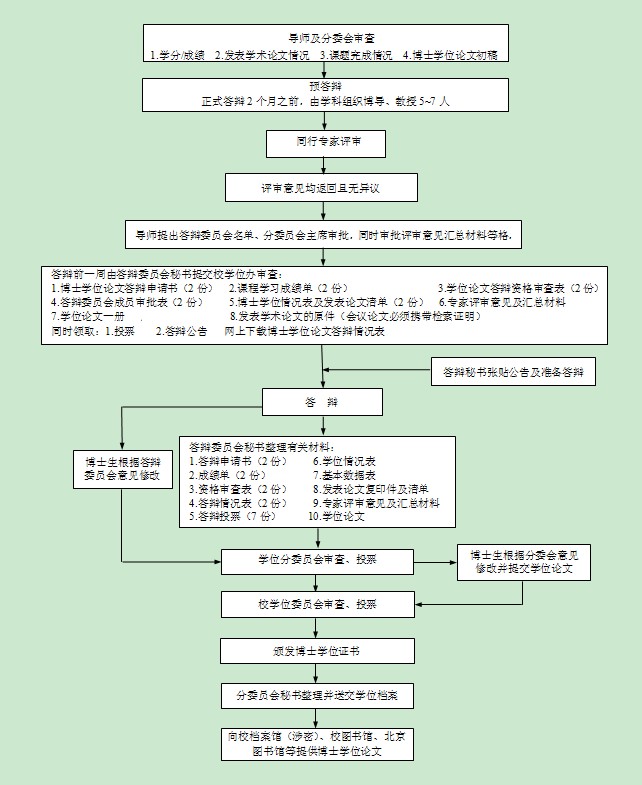 导师及分委会审查
1.学分/成绩 2.发表学术论文情况 3.课题完成情况 4.博士学位论文初稿
预答辩
正式答辩2个月之前，由学科组织博导、教授5~7人
同行专家评审
评审意见均返回且无异议
导师提出答辩委员会名单、分委员会主席审批，同时审批评审意见汇总材料等格，
答辩前一周由答辩委员会秘书提交校学位办审查：
1.博士学位论文答辩申请书（2份） 2.课程学习成绩单（2份） 3.学位论文答辩资格审查表（2份）
4.答辩委员会成员审批表（2份） 5.博士学位情况表及发表论文清单（2份） 6.专家评审意见及汇总材料
7.学位论文一册 . 8.发表学术论文的原件（会议论文必须携带检索证明）
同时领取：1.投票 2.答辩公告 网上下载博士学位论文答辩情况表
答辩秘书张贴公告及准备答辩
答 辩
博士生根据答辩
委员会意见修改
答辩委员会秘书整理有关材料：
1.答辩申请书（2份） 6.学位情况表
2.成绩单（2份） 7.基本数据表
3.资格审查表（2份） 8.发表论文复印件及清单
4.答辩情况表（2份） 9.专家评审意见及汇总材料
5.答辩投票（7份） 10.学位论文
学位分委员会审查、投票
博士生根据分委会意见
修改并提交学位论文
校学位委员会审查、投票
颁发博士学位证书
分委员会秘书整理并送交学位档案
向校档案馆（涉密）、校图书馆、北京
图书馆等提供博士学位论文